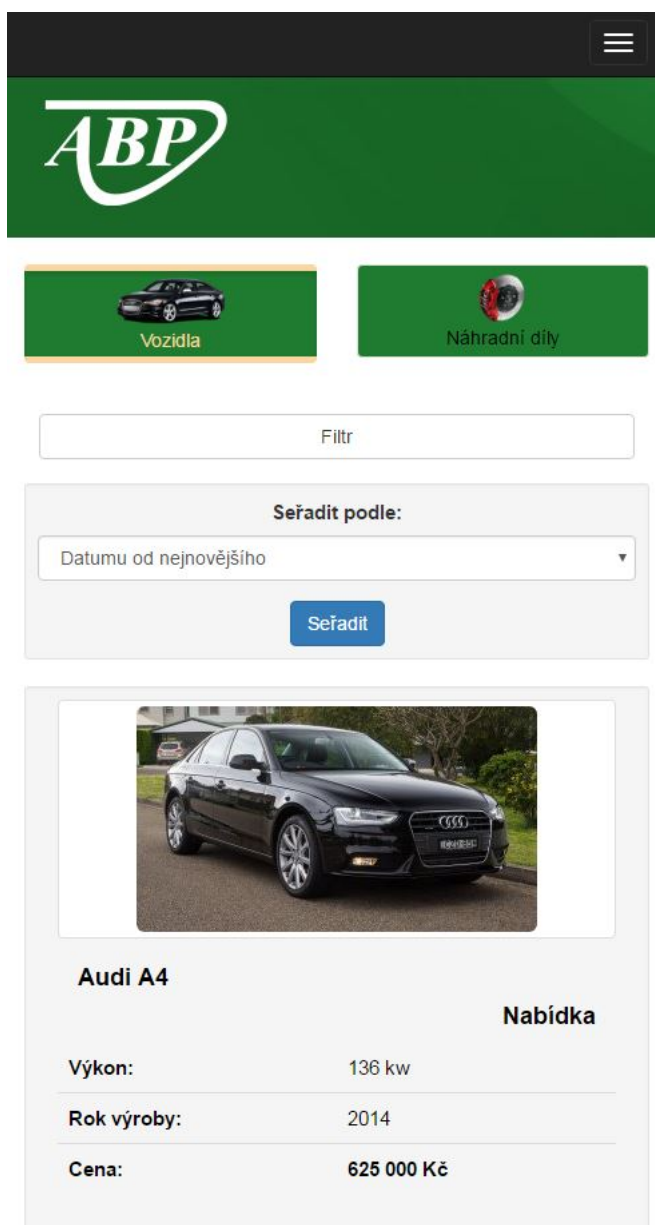 ABP
Vozidla
Náhradní díly
Filtr
Seřadit podle:
Datumu od nejnovějšího
Seřadit
Audi A4
Nabídka
Výkon: 136 kw
Rok výroby: 2014
Cena: 625 000 Kč